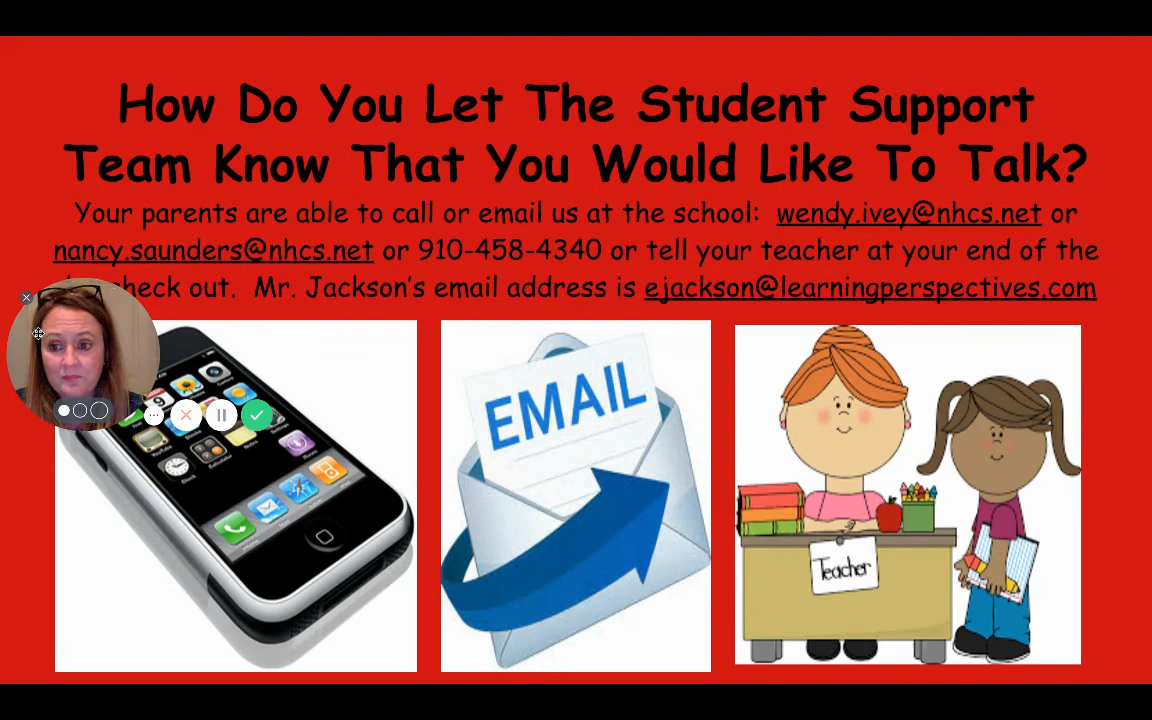 How Do You Let The Student Support
Team Know That You Would Like To Talk?
Your parents are able to call or email us at the school: wendy.ivey@nhcs.net or
nancy.saunders@nhcs.net or 910-458-4340 or tell your teacher at your end of the
check out. Mr. Jackson's email address is ejackson@learningperspectives.com
EMAIL
Teacher